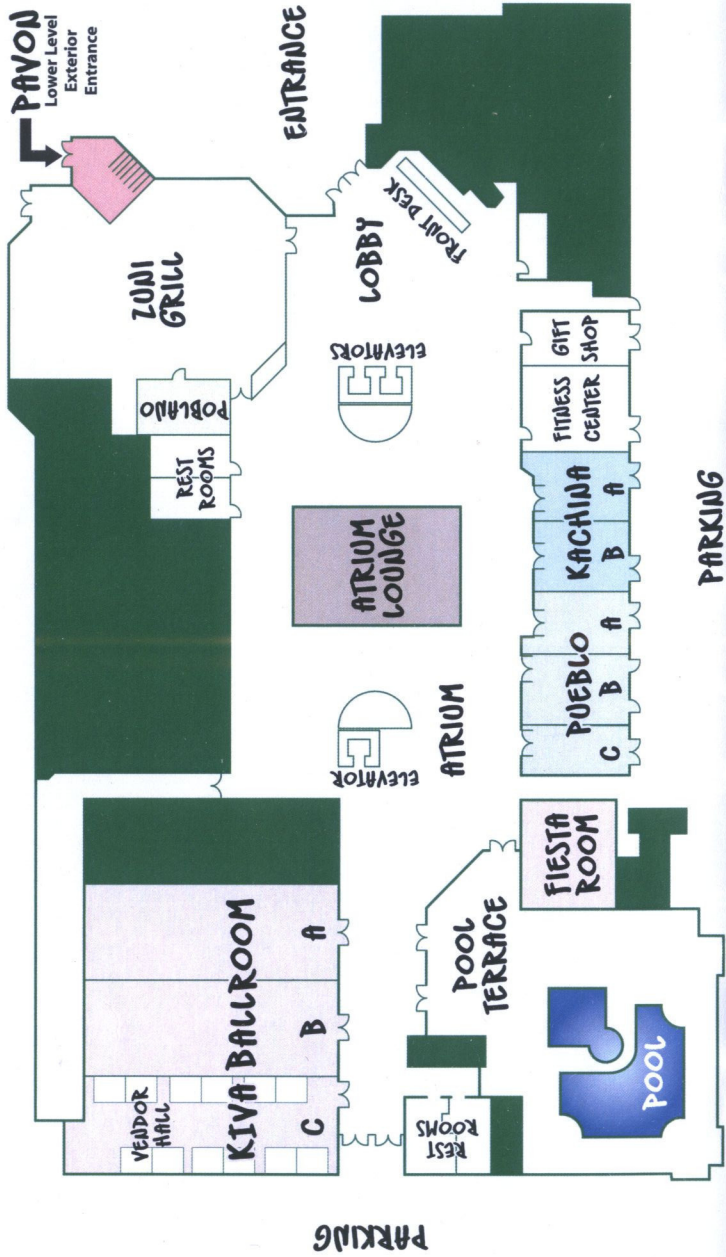 PAVON
Lower Level
Exterior
Entrance
ENTRANCE
ZUNI
GRILL
LOBBY
FRONT DESK
POBLANO
ELEVATORS
GIFT
SHOP
FITNESS
CENTER
REST
ROOMS
ATRIUM
LOUNGE
KACHINA
A
B
PARKING
PUEBLO
A
B
C
ELEVATOR
ATRIUM
FIESTA
ROOM
KIVA BALLROOM
A
B
C
VENDOR
HALL
POOL
TERRACE
POOL
REST
ROOMS
PARKING